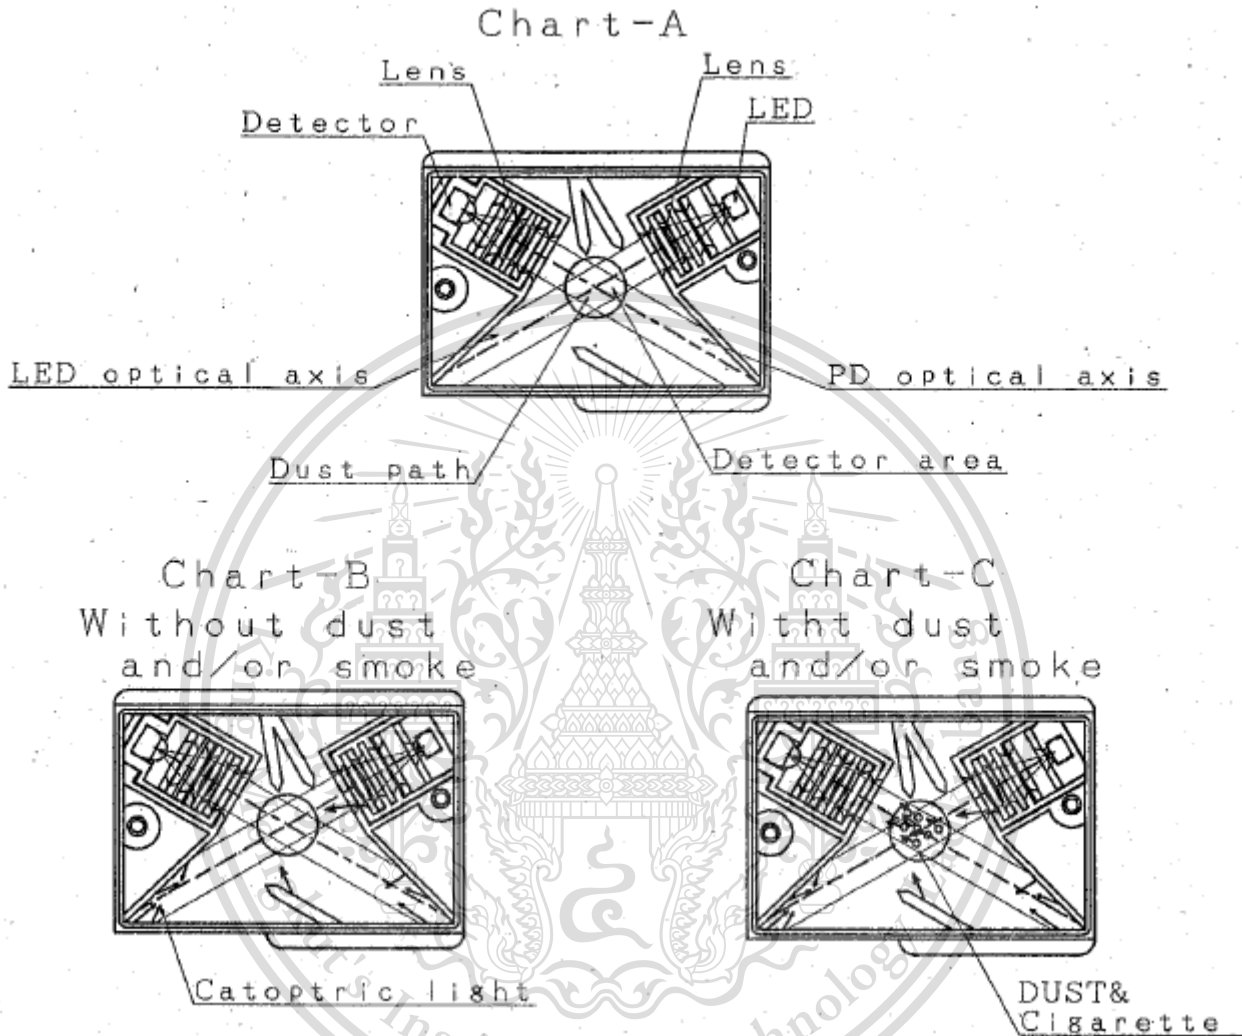 Chart-A
Lens
Lens
LED
Detector
LED optical axis
PD optical axis
Dust path
Detector area
Chart-B
Without dust
and/or smoke
Chart-C
Witht dust
and/or smoke
Catoptric light
DUST&
Cigarette